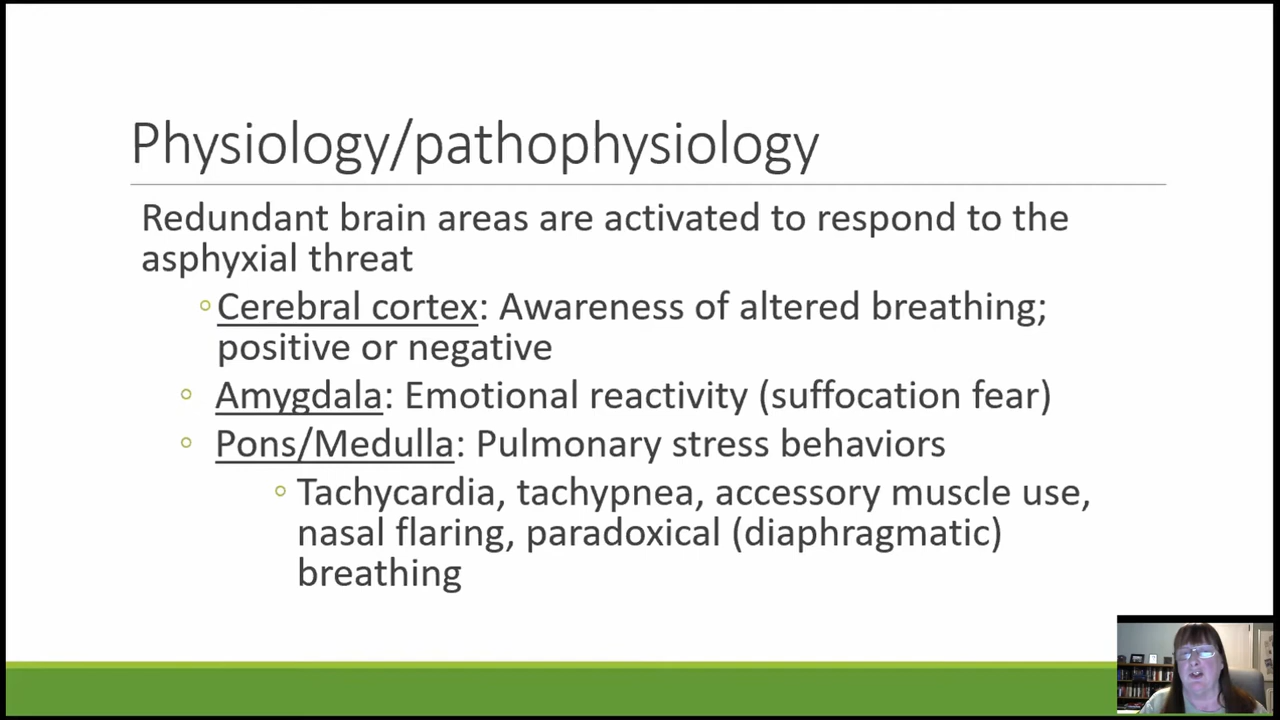 Physiology/pathophysiology
Redundant brain areas are activated to respond to the
asphyxial threat
◦Cerebral cortex: Awareness of altered breathing;
positive or negative
◦ Amygdala: Emotional reactivity (suffocation fear)
◦ Pons/Medulla: Pulmonary stress behaviors
◦ Tachycardia, tachypnea, accessory muscle use,
nasal flaring, paradoxical (diaphragmatic)
breathing